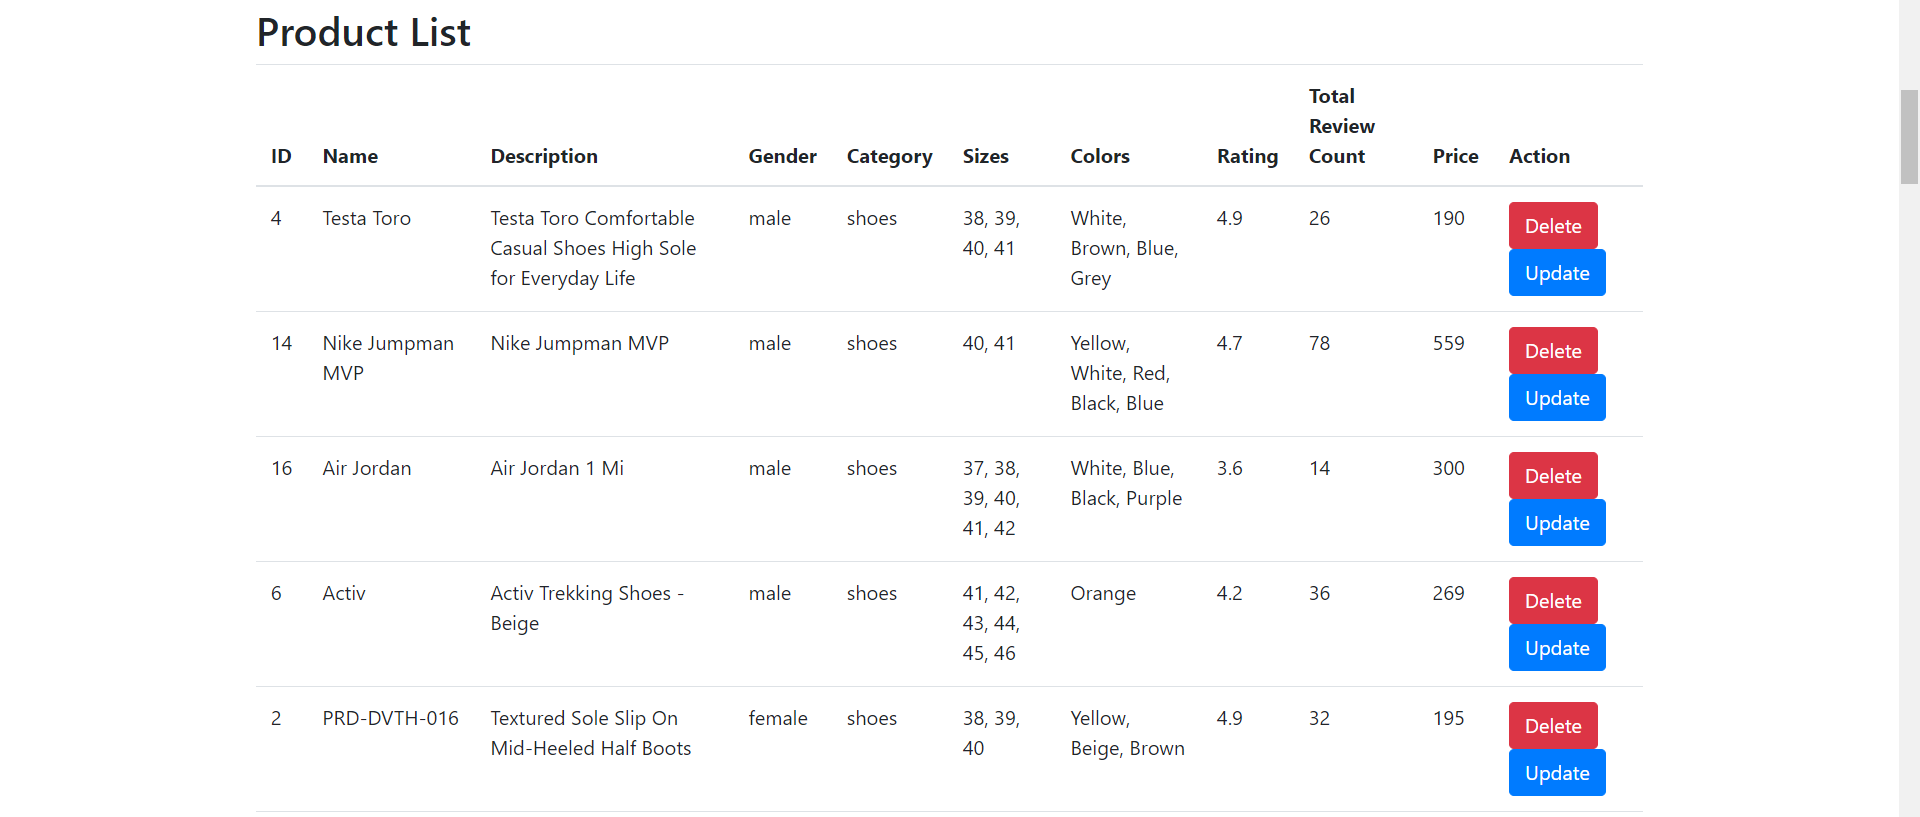 Product List
ID Name Description Gender Category Sizes Colors Rating Total Review Count Price Action
4 Testa Toro Testa Toro Comfortable male shoes 38, 39, White, 4.9 26 190 Delete
Casual Shoes High Sole 40, 41 Brown, Blue,
for Everyday Life Grey Update
14 Nike Jumpman Nike Jumpman MVP male shoes 40, 41 Yellow, 4.7 78 559 Delete
MVP White, Red,
Black, Blue Update
16 Air Jordan Air Jordan 1 Mi male shoes 37, 38, White, Blue, 3.6 14 300 Delete
39, 40, Black, Purple
41, 42 Update
6 Activ Activ Trekking Shoes - male shoes 41, 42, Orange 4.2 36 269 Delete
Beige 43, 44,
45, 46 Update
2 PRD-DVTH-016 Textured Sole Slip On female shoes 38, 39, Yellow, 4.9 32 195 Delete
Mid-Heeled Half Boots 40 Beige, Brown
Update